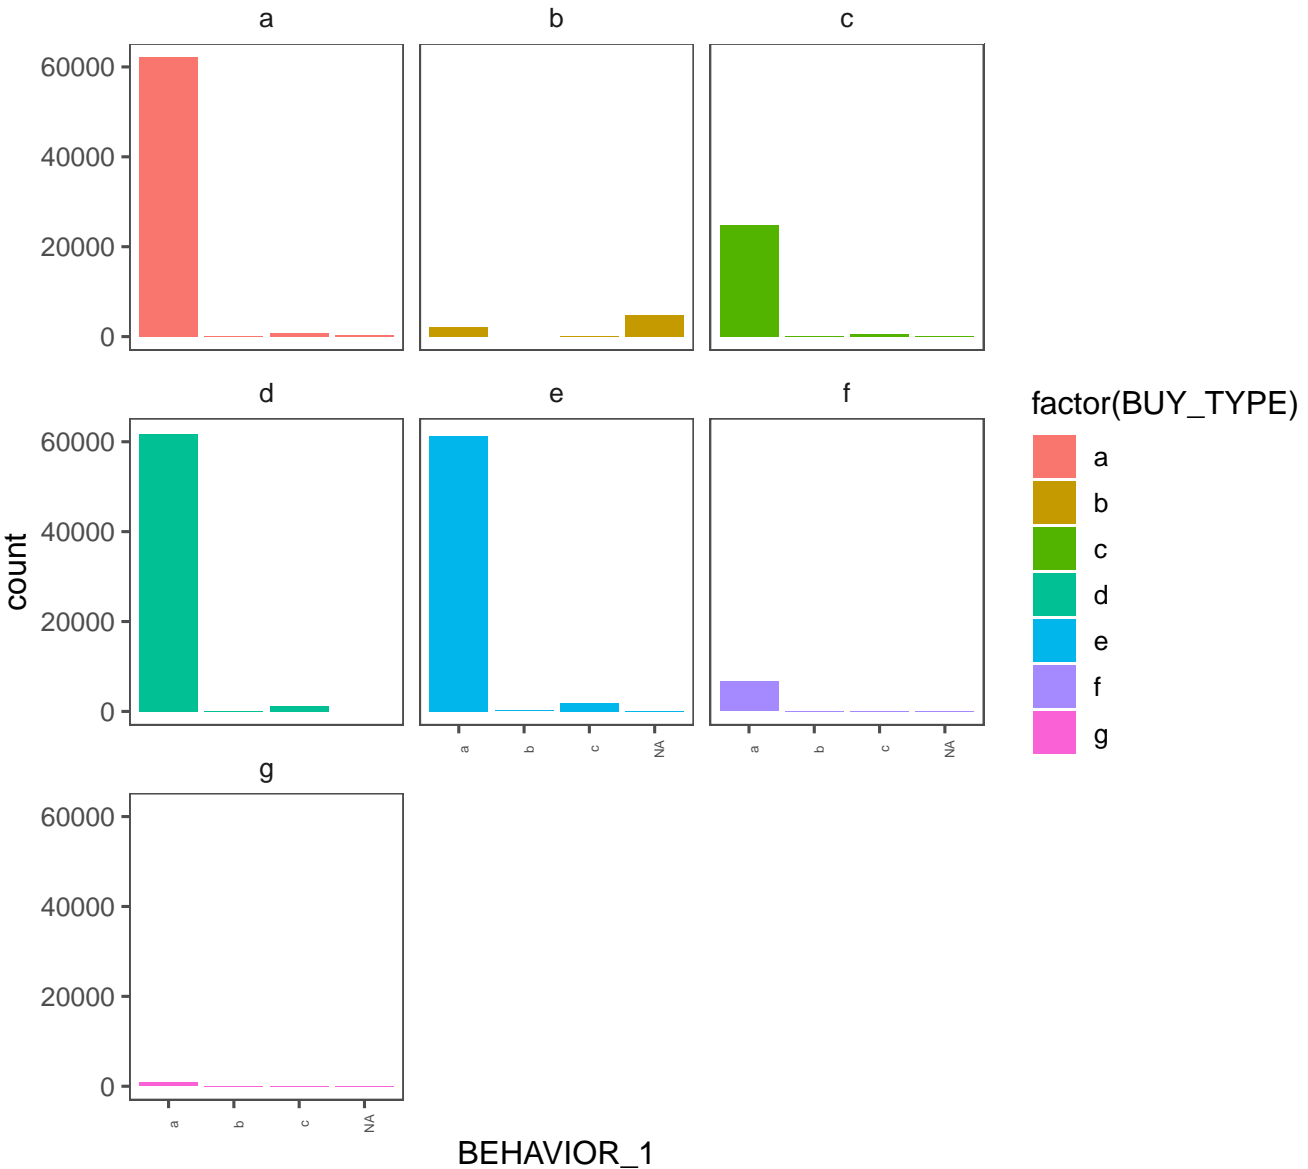 a b c
60000
40000
20000
0
d e f
60000
40000
20000
0
a b c NA a b c NA
g
60000
40000
20000
0
a b c NA
count
BEHAVIOR_1
factor(BUY_TYPE)
a
b
c
d
e
f
g